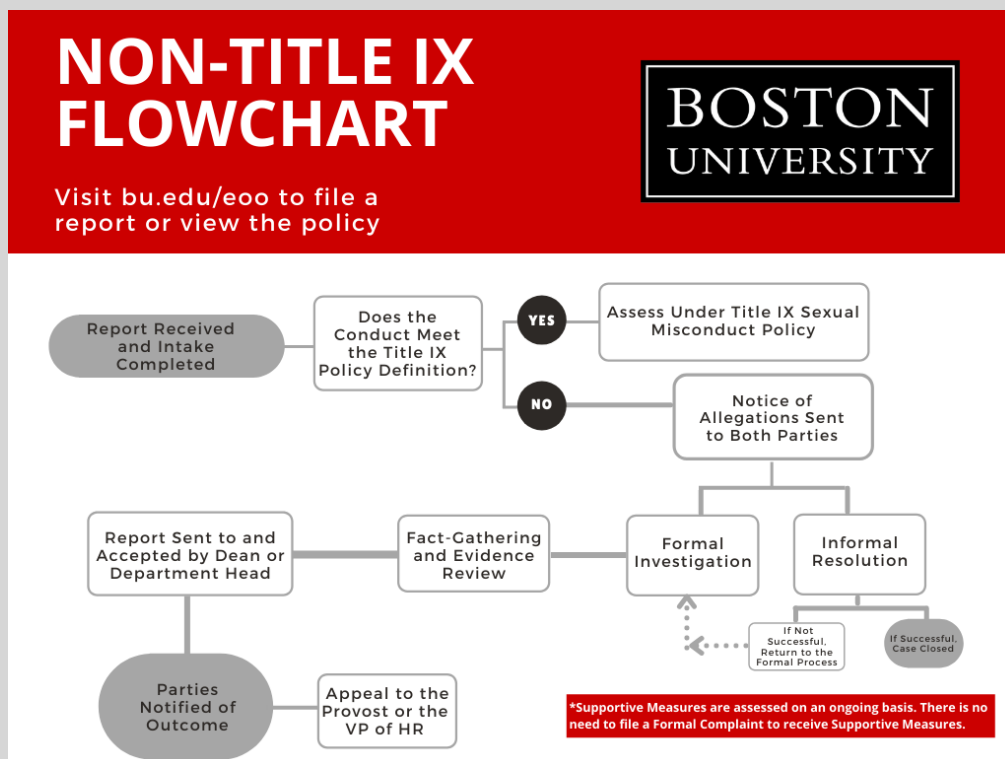 NON-TITLE IX
FLOWCHART
Visit bu.edu/eoo to file a
report or view the policy
BOSTON
UNIVERSITY
Report Received
and Intake
Completed
Does the
Conduct Meet
the Title IX
Policy Definition?
YES
Assess Under Title IX Sexual
Misconduct Policy
NO
Notice of
Allegations Sent
to Both Parties
Formal
Investigation
Informal
Resolution
If Not
Successful,
Return to the
Formal Process
If Successful,
Case Closed
Fact-Gathering
and Evidence
Review
Report Sent to and
Accepted by Dean or
Department Head
Parties
Notified of
Outcome
Appeal to the
Provost or the
VP of HR
*Supportive Measures are assessed on an ongoing basis. There is no
need to file a Formal Complaint to receive Supportive Measures.